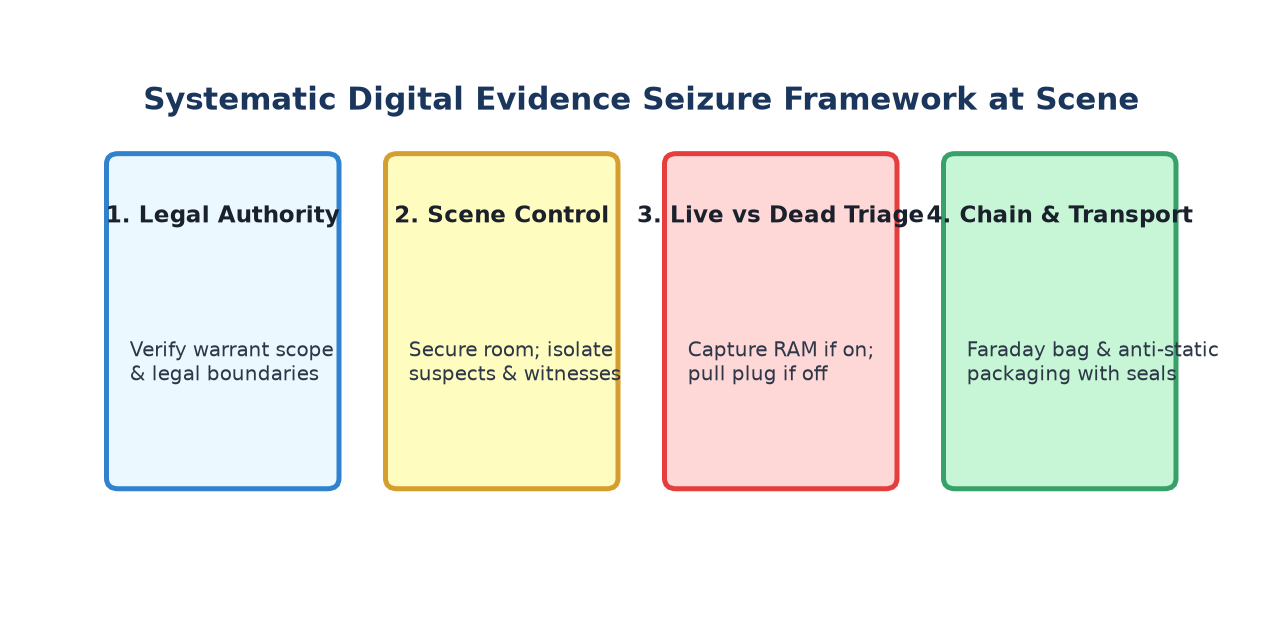 Systematic Digital Evidence Seizure Framework at Scene
1. Legal Authority
Verify warrant scope
& legal boundaries
2. Scene Control
Secure room; isolate
suspects & witnesses
3. Live vs Dead Triage
Capture RAM if on;
pull plug if off
4. Chain & Transport
Faraday bag & anti-static
packaging with seals